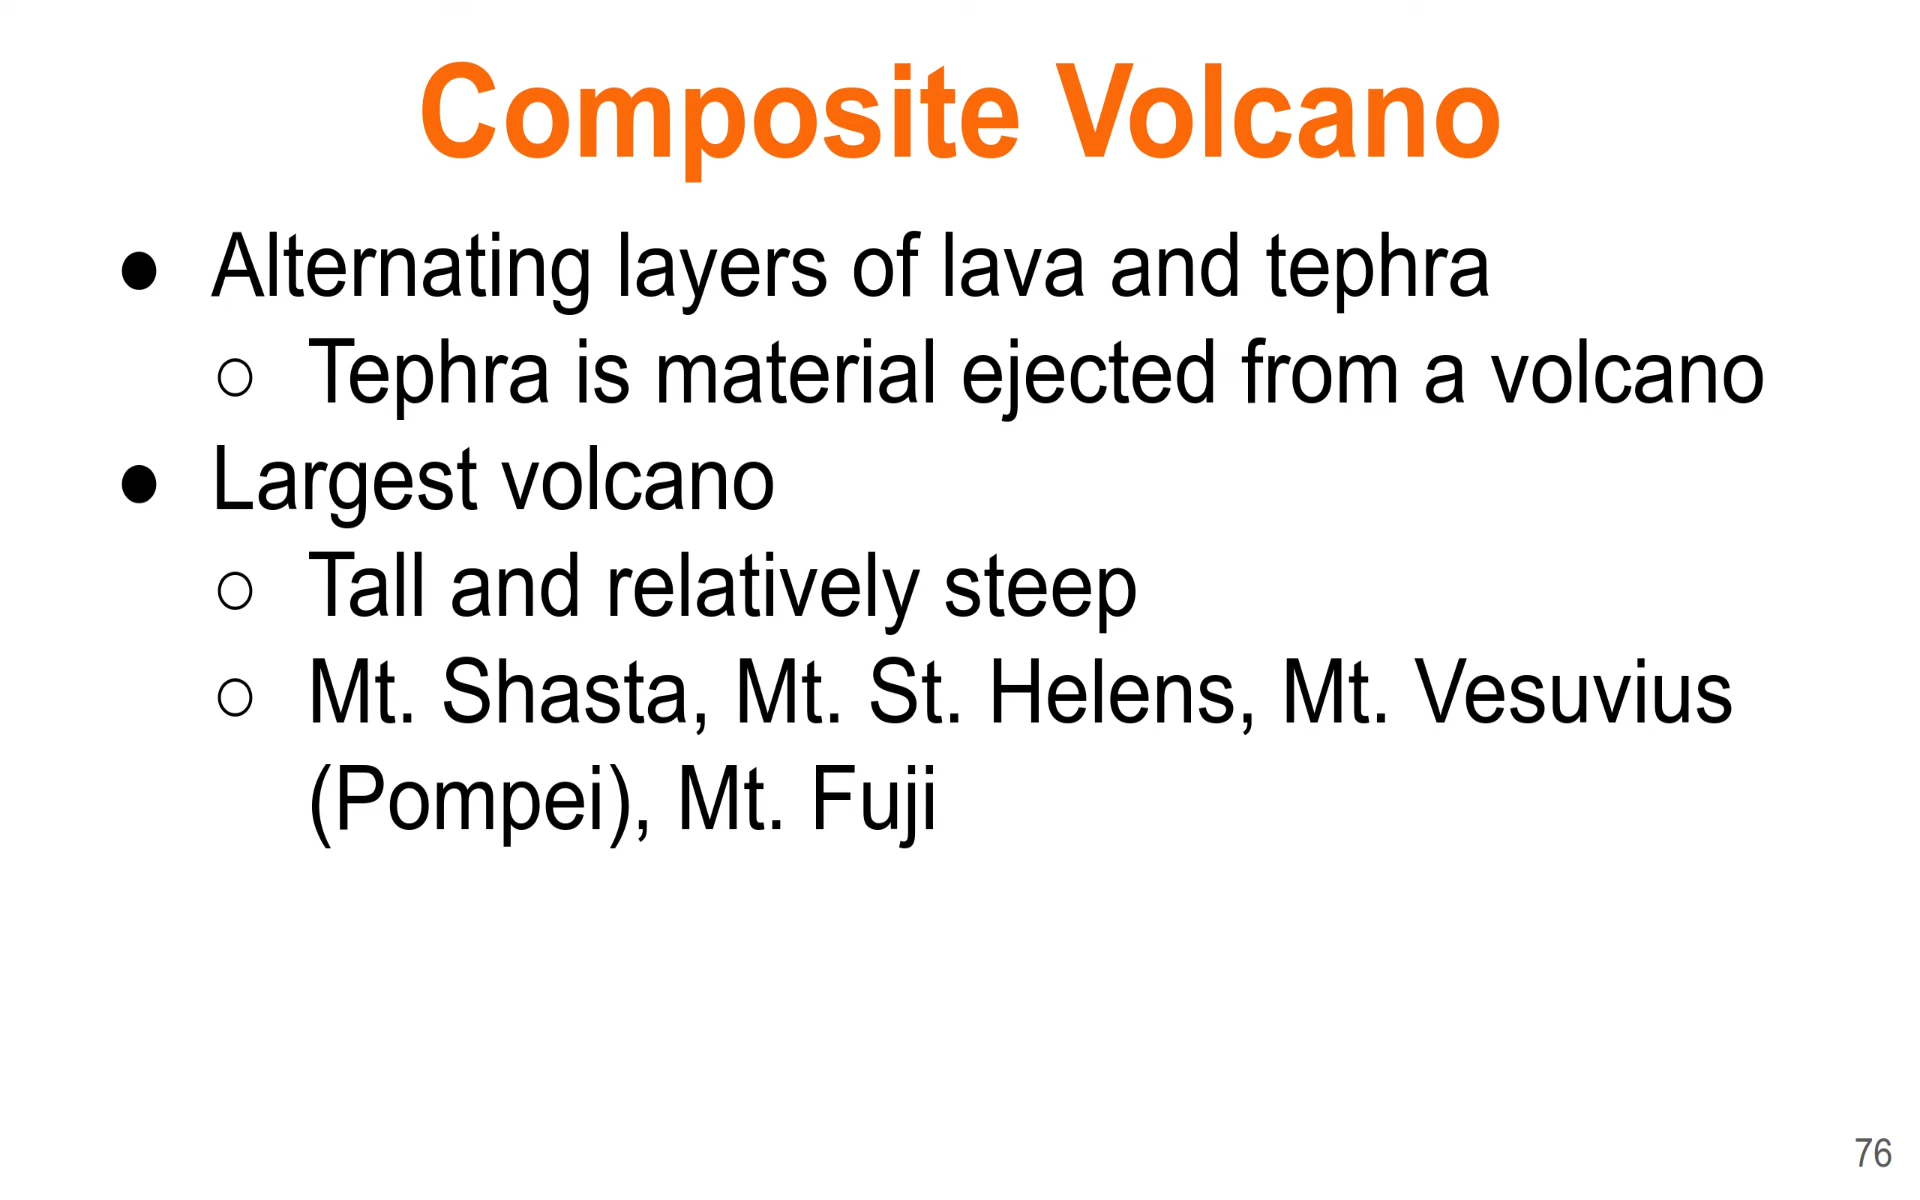 Composite Volcano
● Alternating layers of lava and tephra
○ Tephra is material ejected from a volcano
● Largest volcano
○ Tall and relatively steep
○ Mt. Shasta, Mt. St. Helens, Mt. Vesuvius
(Pompei), Mt. Fuji
76